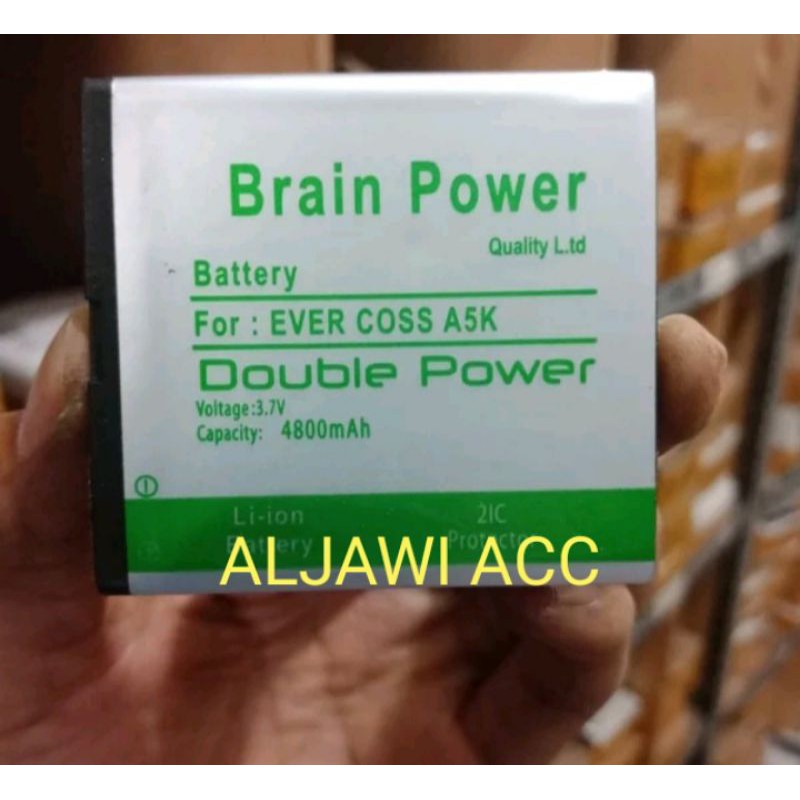 Brain Power
Quality L.td
Battery
For : EVER COSS A5K
Double Power
Voltage:3.7V
Capacity: 4800mAh
Li-ion 2IC
Battery Protector
ALJAWI ACC